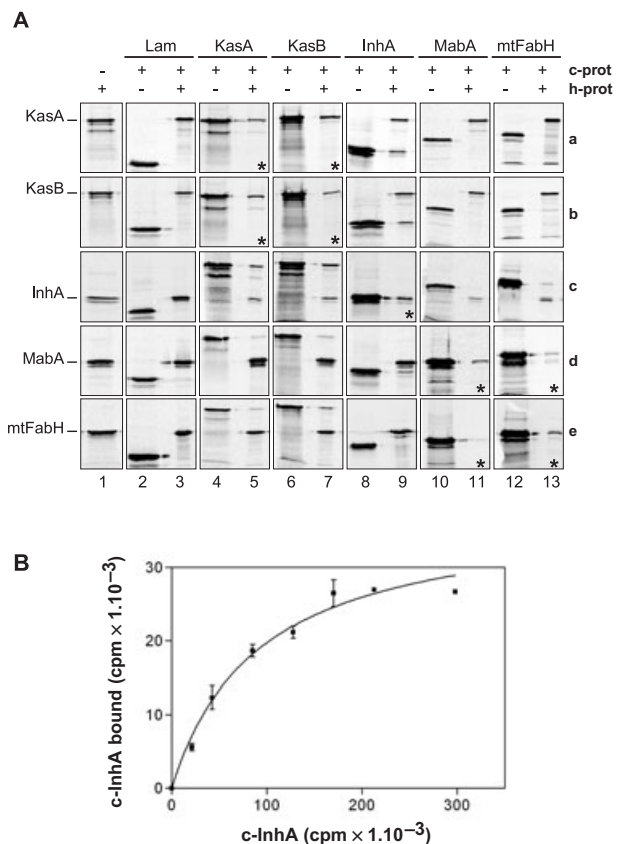 A
Lam KasA KasB InhA MabA mtFabH
- + + + + + + + + + + + + c-prot
+ - + - + - + - + - + - + h-prot
KasA a
* *
KasB b
* *
InhA c
*
MabA d
* *
mtFabH e
* *
1 2 3 4 5 6 7 8 9 10 11 12 13
B
30
20
10
0
0 100 200 300
c-InhA bound (cpm × 1.10⁻³)
c-InhA (cpm × 1.10⁻³)